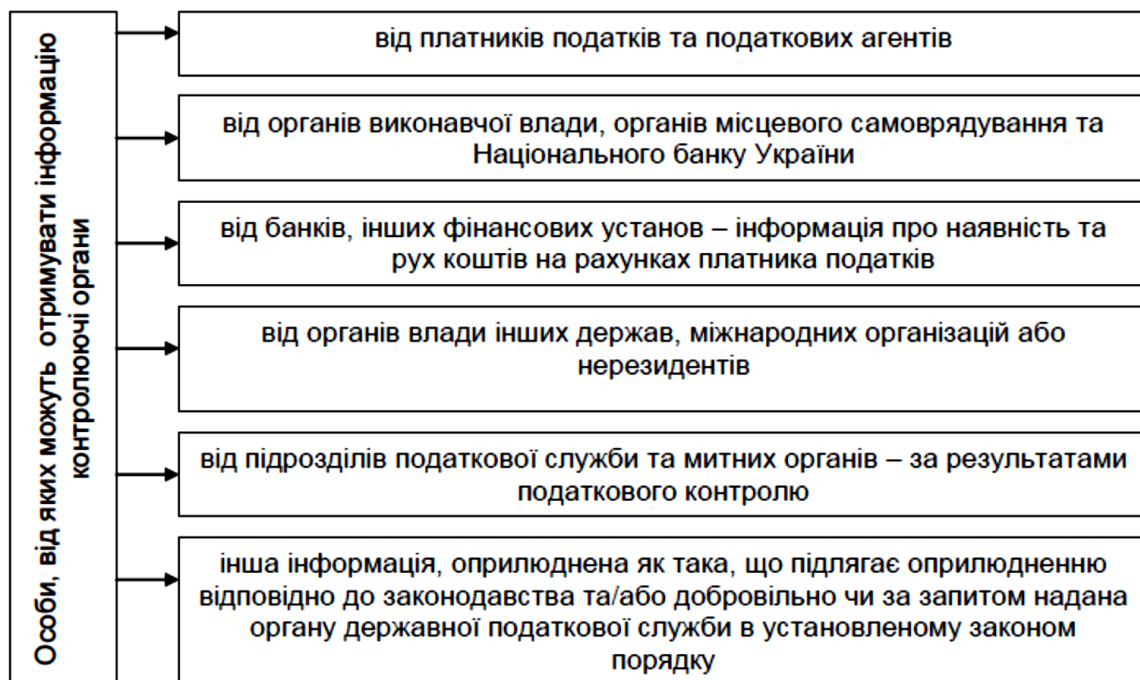 Особи, від яких можуть отримувати інформацію
контролюючі органи
від платників податків та податкових агентів
від органів виконавчої влади, органів місцевого самоврядування та
Національного банку України
від банків, інших фінансових установ – інформація про наявність та
рух коштів на рахунках платника податків
від органів влади інших держав, міжнародних організацій або
нерезидентів
від підрозділів податкової служби та митних органів – за результатами
податкового контролю
інша інформація, оприлюднена як така, що підлягає оприлюдненню
відповідно до законодавства та/або добровільно чи за запитом надана
органу державної податкової служби в установленому законом
порядку